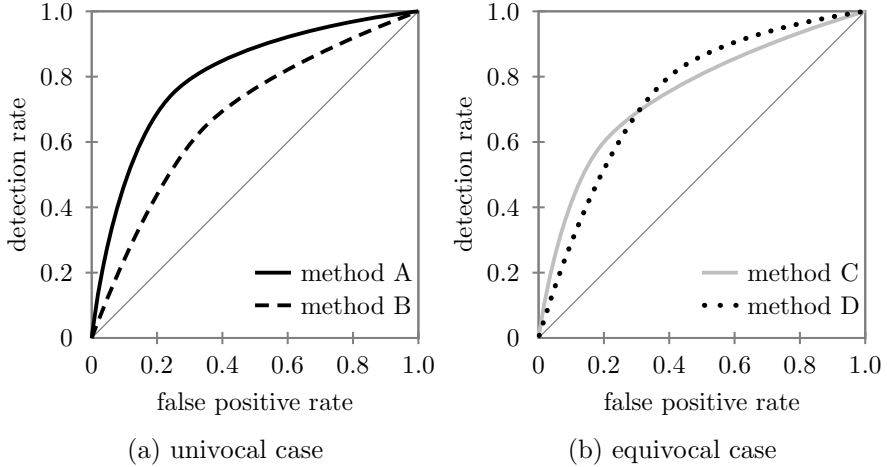 1.0
0.8
0.6
0.4
0.2
0
detection rate
method A
method B
0 0.2 0.4 0.6 0.8 1.0
false positive rate
(a) univocal case
1.0
0.8
0.6
0.4
0.2
0
detection rate
method C
method D
0 0.2 0.4 0.6 0.8 1.0
false positive rate
(b) equivocal case